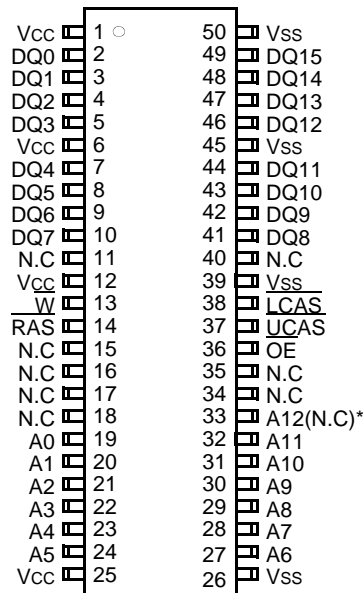 Vcc 1 50 Vss
DQ0 2 49 DQ15
DQ1 3 48 DQ14
DQ2 4 47 DQ13
DQ3 5 46 DQ12
Vcc 6 45 Vss
DQ4 7 44 DQ11
DQ5 8 43 DQ10
DQ6 9 42 DQ9
DQ7 10 41 DQ8
N.C 11 40 N.C
Vcc 12 39 Vss
W 13 38 LCAS
RAS 14 37 UCAS
N.C 15 36 OE
N.C 16 35 N.C
N.C 17 34 N.C
N.C 18 33 A12(N.C)*
A0 19 32 A11
A1 20 31 A10
A2 21 30 A9
A3 22 29 A8
A4 23 28 A7
A5 24 27 A6
Vcc 25 26 Vss